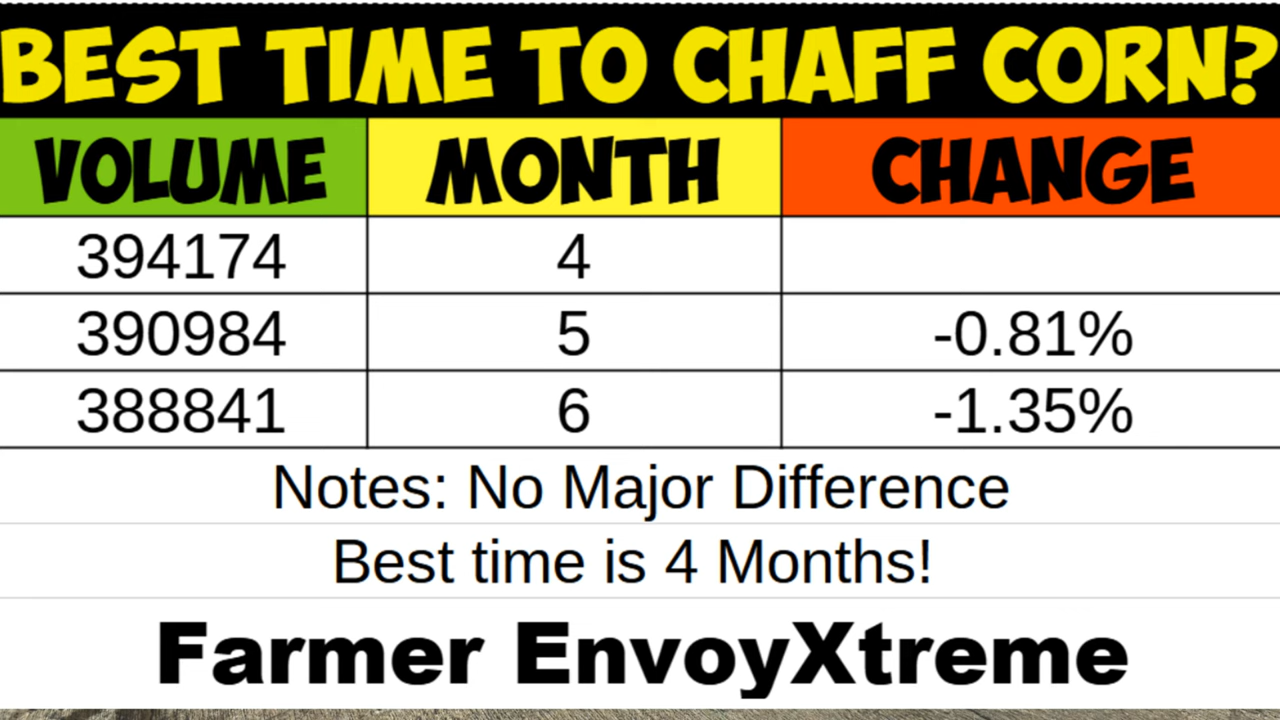 BEST TIME TO CHAFF CORN?
VOLUME MONTH CHANGE
394174 4
390984 5 -0.81%
388841 6 -1.35%
Notes: No Major Difference
Best time is 4 Months!
Farmer EnvoyXtreme